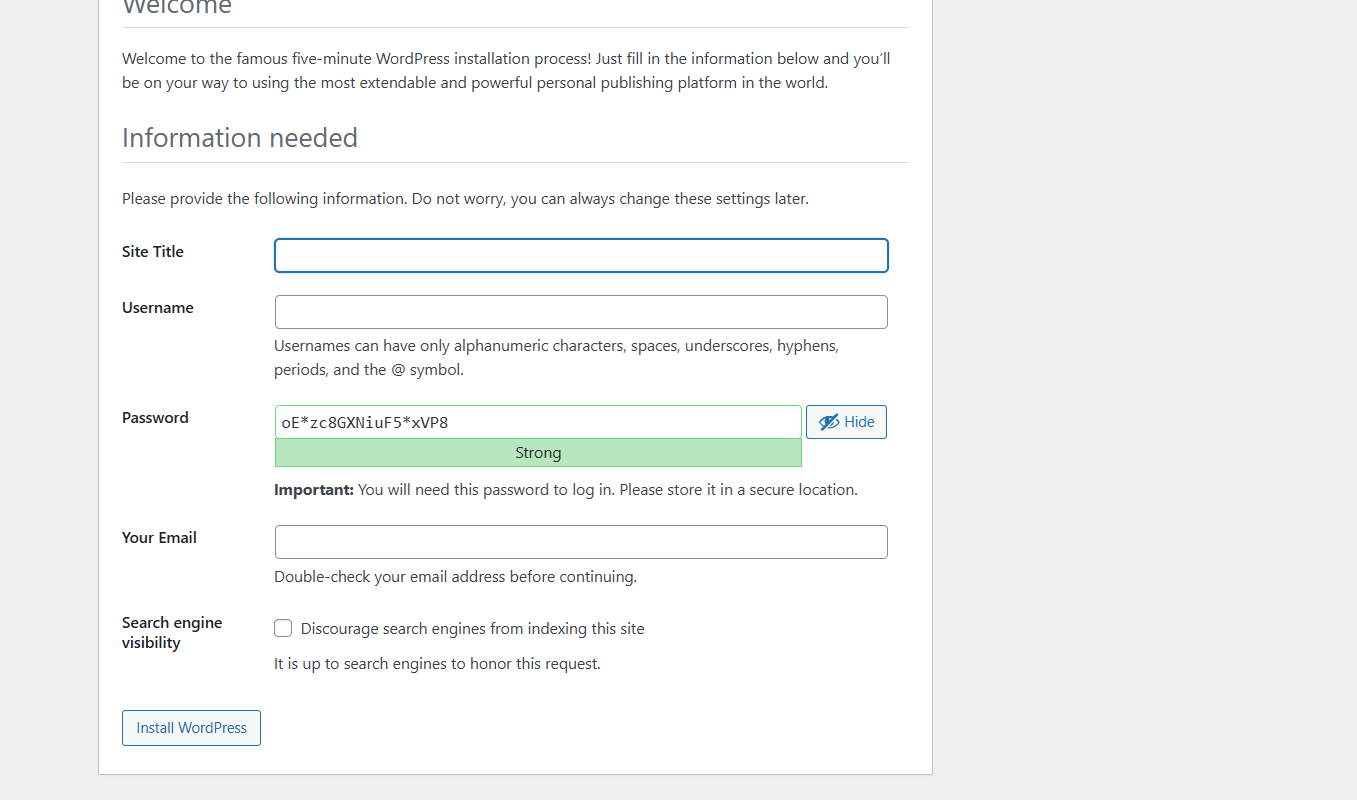 Welcome
Welcome to the famous five-minute WordPress installation process! Just fill in the information below and you’ll
be on your way to using the most extendable and powerful personal publishing platform in the world.
Information needed
Please provide the following information. Do not worry, you can always change these settings later.
Site Title
Username
Usernames can have only alphanumeric characters, spaces, underscores, hyphens,
periods, and the @ symbol.
Password
oE*zc8GXNiuF5*xVP8
Hide
Strong
Important: You will need this password to log in. Please store it in a secure location.
Your Email
Double-check your email address before continuing.
Search engine
visibility
Discourage search engines from indexing this site
It is up to search engines to honor this request.
Install WordPress